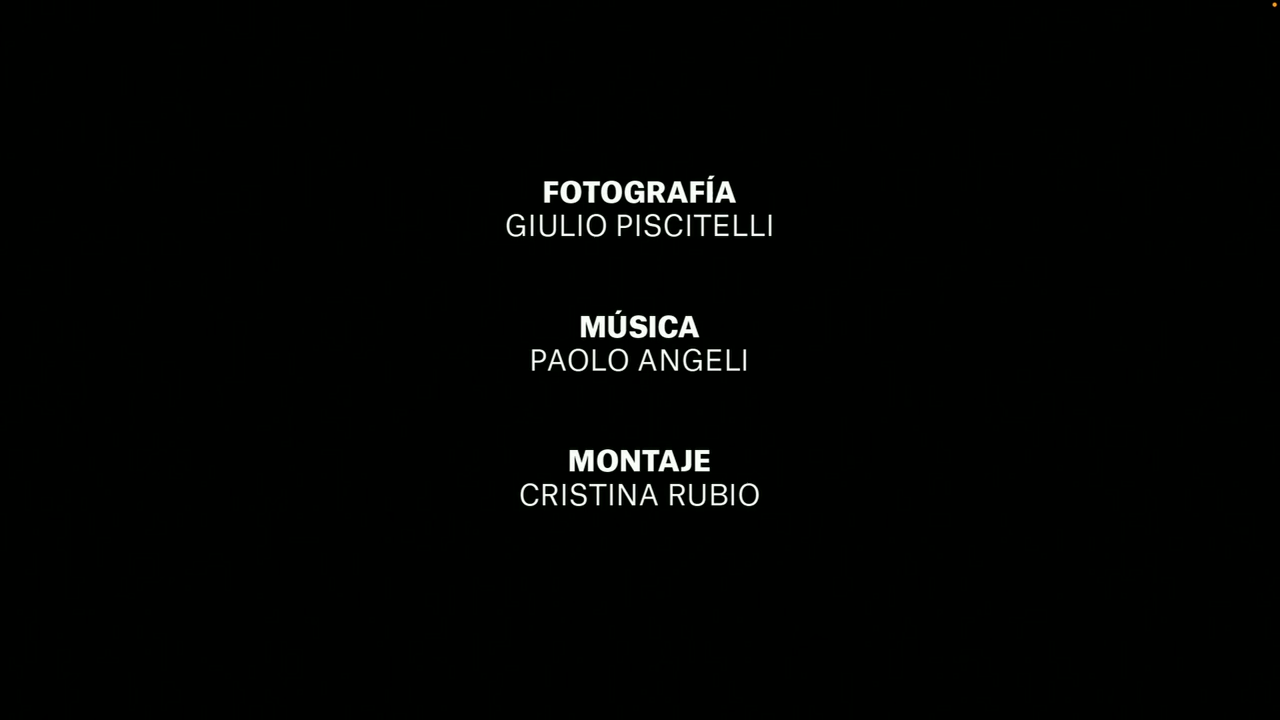 FOTOGRAFÍA
GIULIO PISCITELLI
MÚSICA
PAOLO ANGELI
MONTAJE
CRISTINA RUBIO